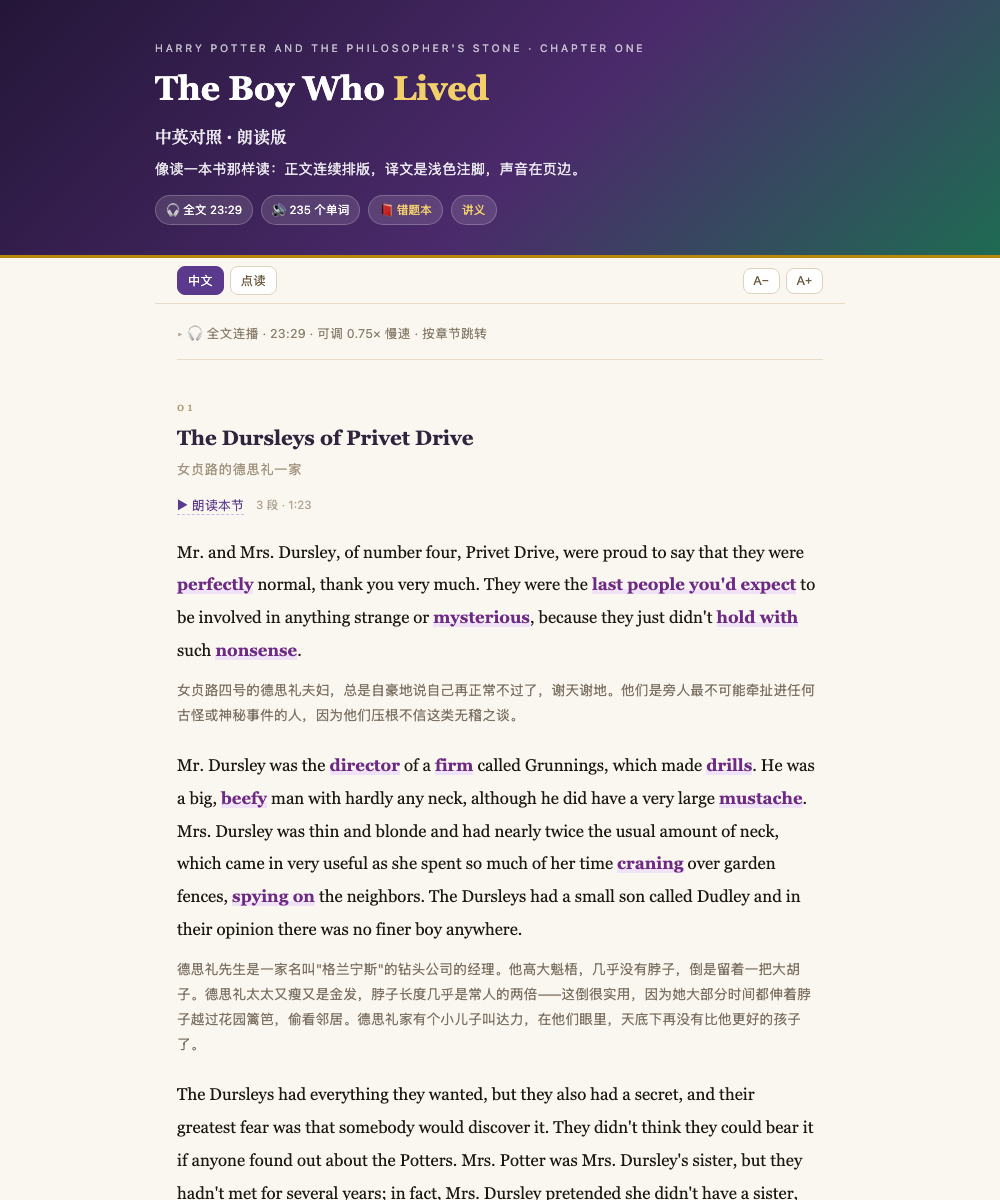 HARRY POTTER AND THE PHILOSOPHER'S STONE · CHAPTER ONE
The Boy Who Lived
中英对照 · 朗读版
像读一本书那样读：正文连续排版，译文是浅色注脚，声音在页边。
🎧 全文 23:29 🔊 235 个单词 📕 错题本 讲义
中文 点读 A− A+
▸ 🎧 全文连播 · 23:29 · 可调 0.75× 慢速 · 按章节跳转
01
The Dursleys of Privet Drive
女贞路的德思礼一家
▶ 朗读本节 3 段 · 1:23
Mr. and Mrs. Dursley, of number four, Privet Drive, were proud to say that they were
perfectly normal, thank you very much. They were the last people you'd expect to
be involved in anything strange or mysterious, because they just didn't hold with
such nonsense.
女贞路四号的德思礼夫妇，总是自豪地说自己再正常不过了，谢天谢地。他们是旁人最不可能牵扯进任何
古怪或神秘事件的人，因为他们压根不信这类无稽之谈。
Mr. Dursley was the director of a firm called Grunnings, which made drills. He was
a big, beefy man with hardly any neck, although he did have a very large mustache.
Mrs. Dursley was thin and blonde and had nearly twice the usual amount of neck,
which came in very useful as she spent so much of her time craning over garden
fences, spying on the neighbors. The Dursleys had a small son called Dudley and in
their opinion there was no finer boy anywhere.
德思礼先生是一家名叫"格兰宁斯"的钻头公司的经理。他高大魁梧，几乎没有脖子，倒是留着一把大胡
子。德思礼太太又瘦又是金发，脖子长度几乎是常人的两倍——这倒很实用，因为她大部分时间都伸着脖
子越过花园篱笆，偷看邻居。德思礼家有个小儿子叫达力，在他们眼里，天底下再没有比他更好的孩子
了。
The Dursleys had everything they wanted, but they also had a secret, and their
greatest fear was that somebody would discover it. They didn't think they could bear it
if anyone found out about the Potters. Mrs. Potter was Mrs. Dursley's sister, but they
hadn't met for several years; in fact, Mrs. Dursley pretended she didn't have a sister,